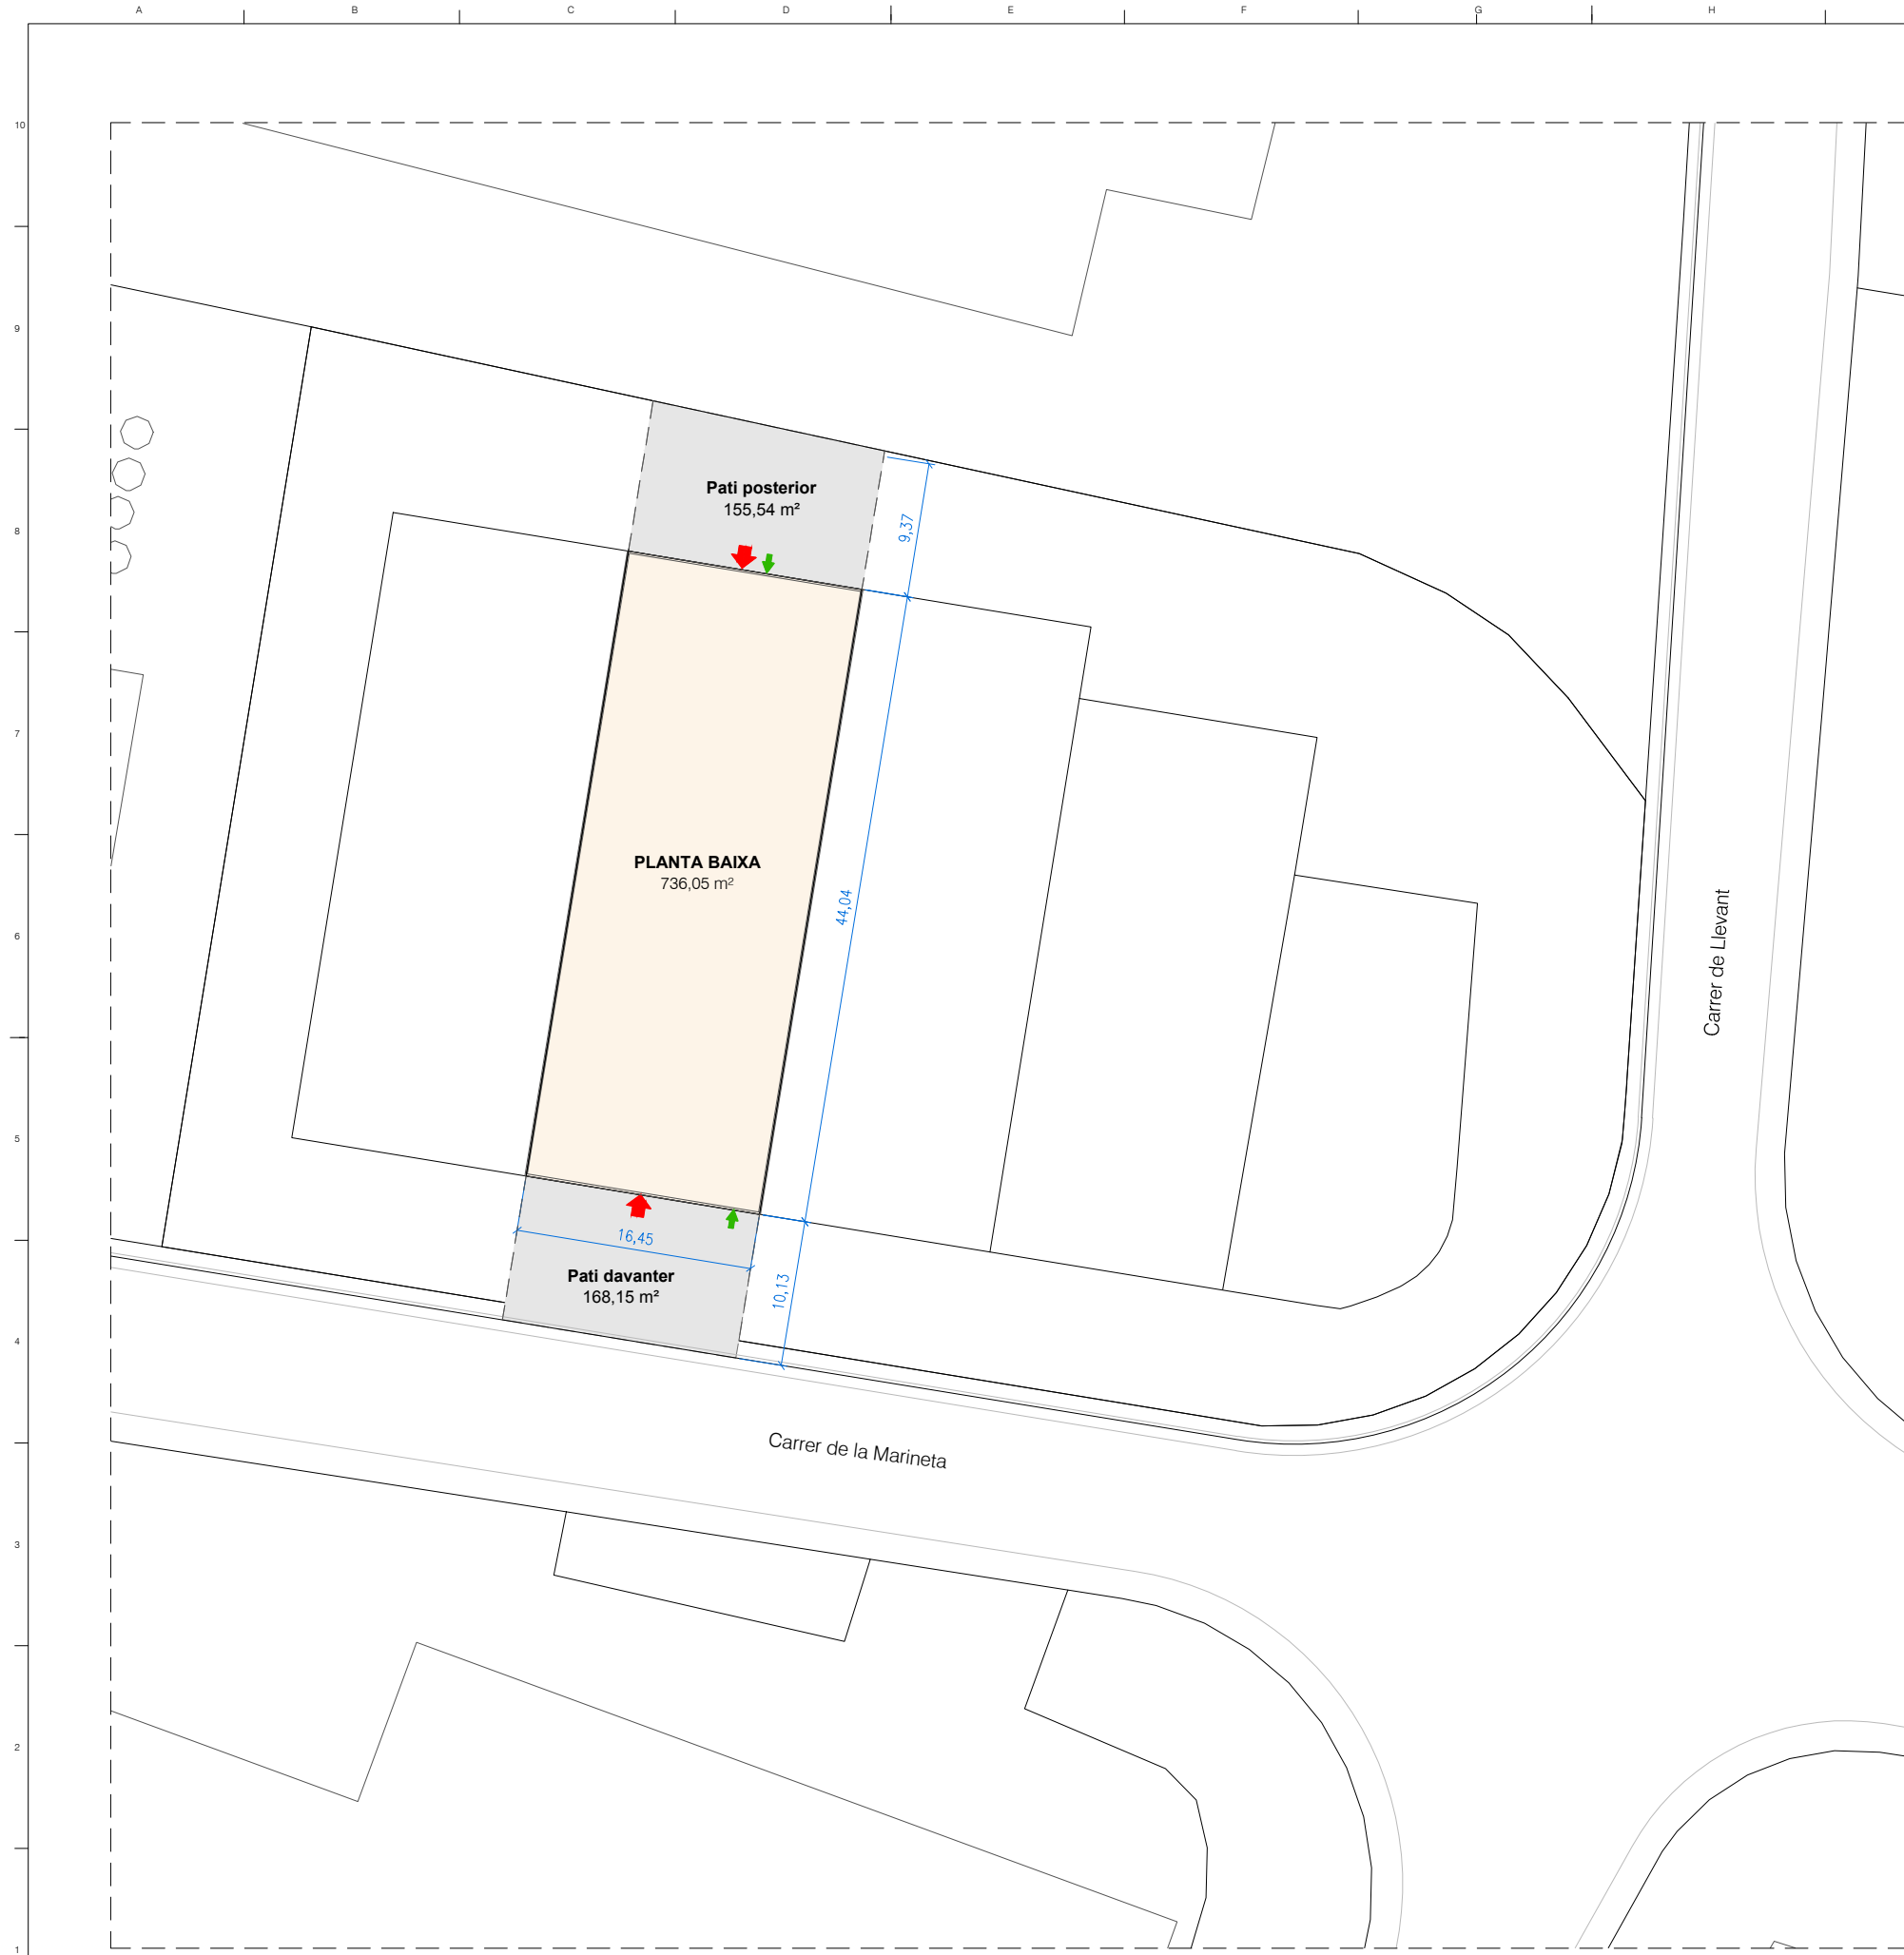 A B C D E F G H
10
9
Pati posterior
155,54 m²
8
9,37
7
PLANTA BAIXA
736,05 m²
44,04
6
Carrer de Llevant
5
16,45
Pati davanter
168,15 m²
10,13
4
Carrer de la Marineta
3
2
1